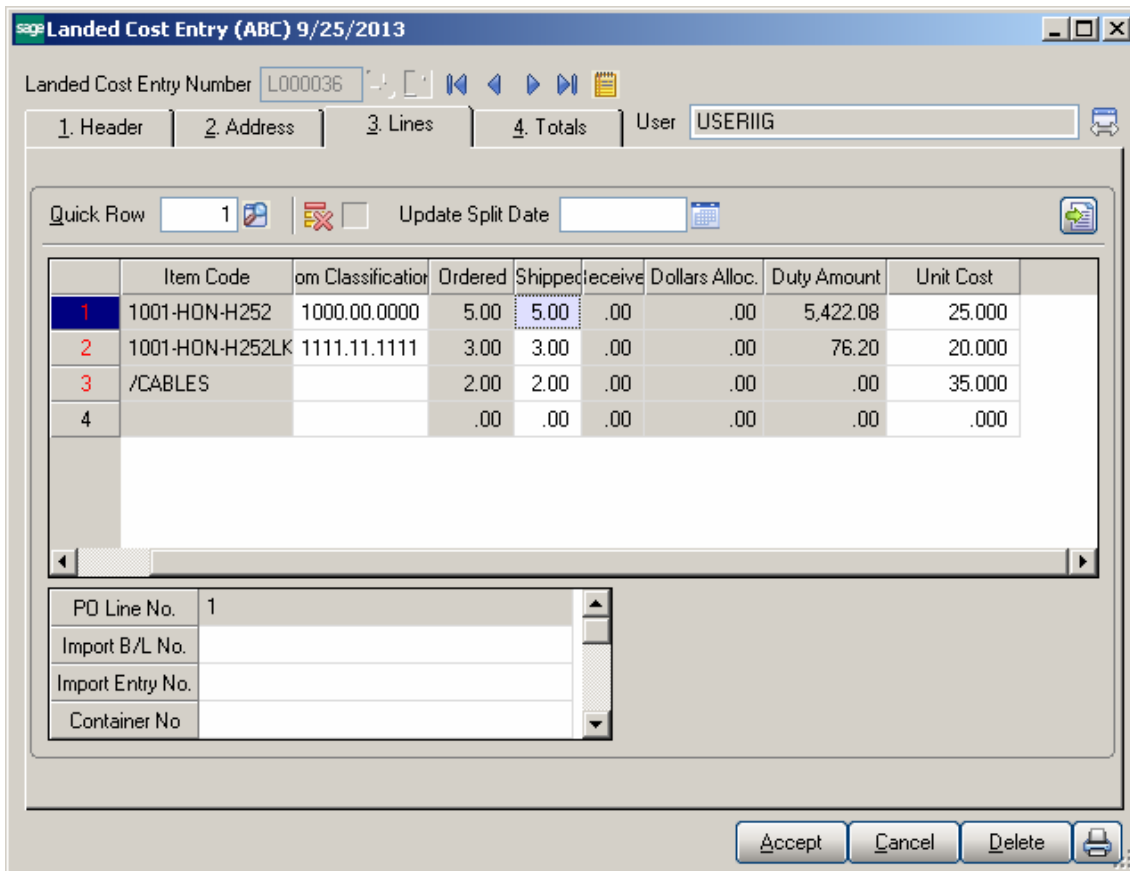 sage Landed Cost Entry (ABC) 9/25/2013
Landed Cost Entry Number L000036
1. Header 2. Address 3. Lines 4. Totals User USERIIG
Quick Row 1 Update Split Date
Item Code om Classification Ordered Shipped eceive Dollars Alloc. Duty Amount Unit Cost
1 1001-HON-H252 1000.00.0000 5.00 5.00 .00 .00 5,422.08 25.000
2 1001-HON-H252LK 1111.11.1111 3.00 3.00 .00 .00 76.20 20.000
3 /CABLES 2.00 2.00 .00 .00 .00 35.000
4 .00 .00 .00 .00 .00 .000
PO Line No. 1
Import B/L No.
Import Entry No.
Container No
Accept Cancel Delete